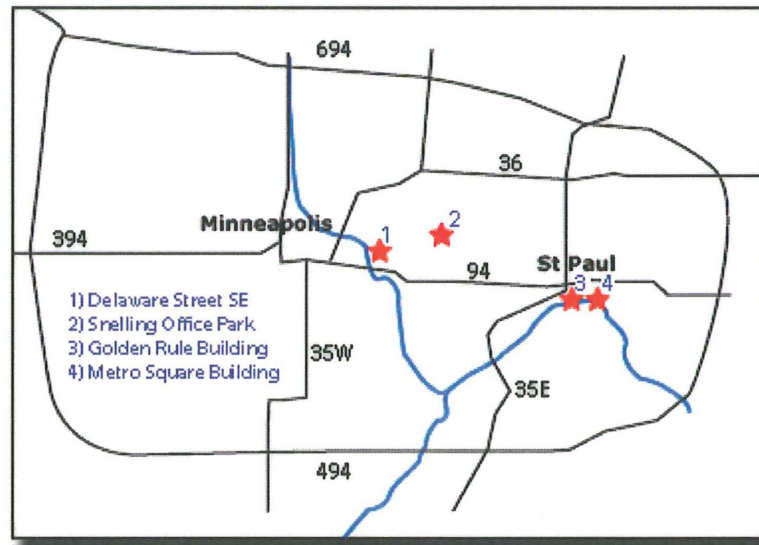 694
36
Minneapolis
1
2
394
94
St Paul
3
4
1) Delaware Street SE
2) Snelling Office Park
3) Golden Rule Building
4) Metro Square Building
35W
35E
494